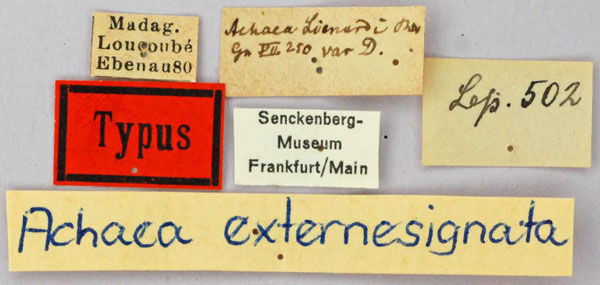 Madag.
Loucoubé
Ebenau80
Achaea Lienardi Bsv
Gn VII. 250 var D.
Lep. 502
Typus
Senckenberg-
Museum
Frankfurt/Main
Achaea externesignata